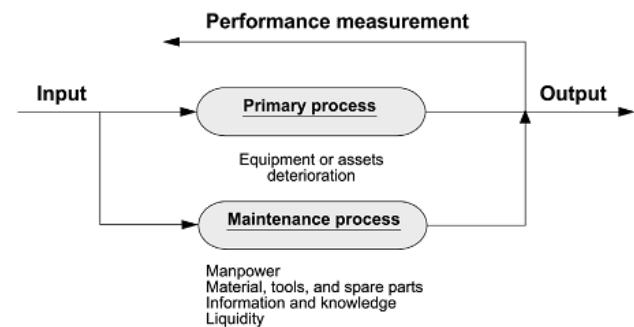 Performance measurement
Input
Output
Primary process
Equipment or assets
deterioration
Maintenance process
Manpower
Material, tools, and spare parts
Information and knowledge
Liquidity